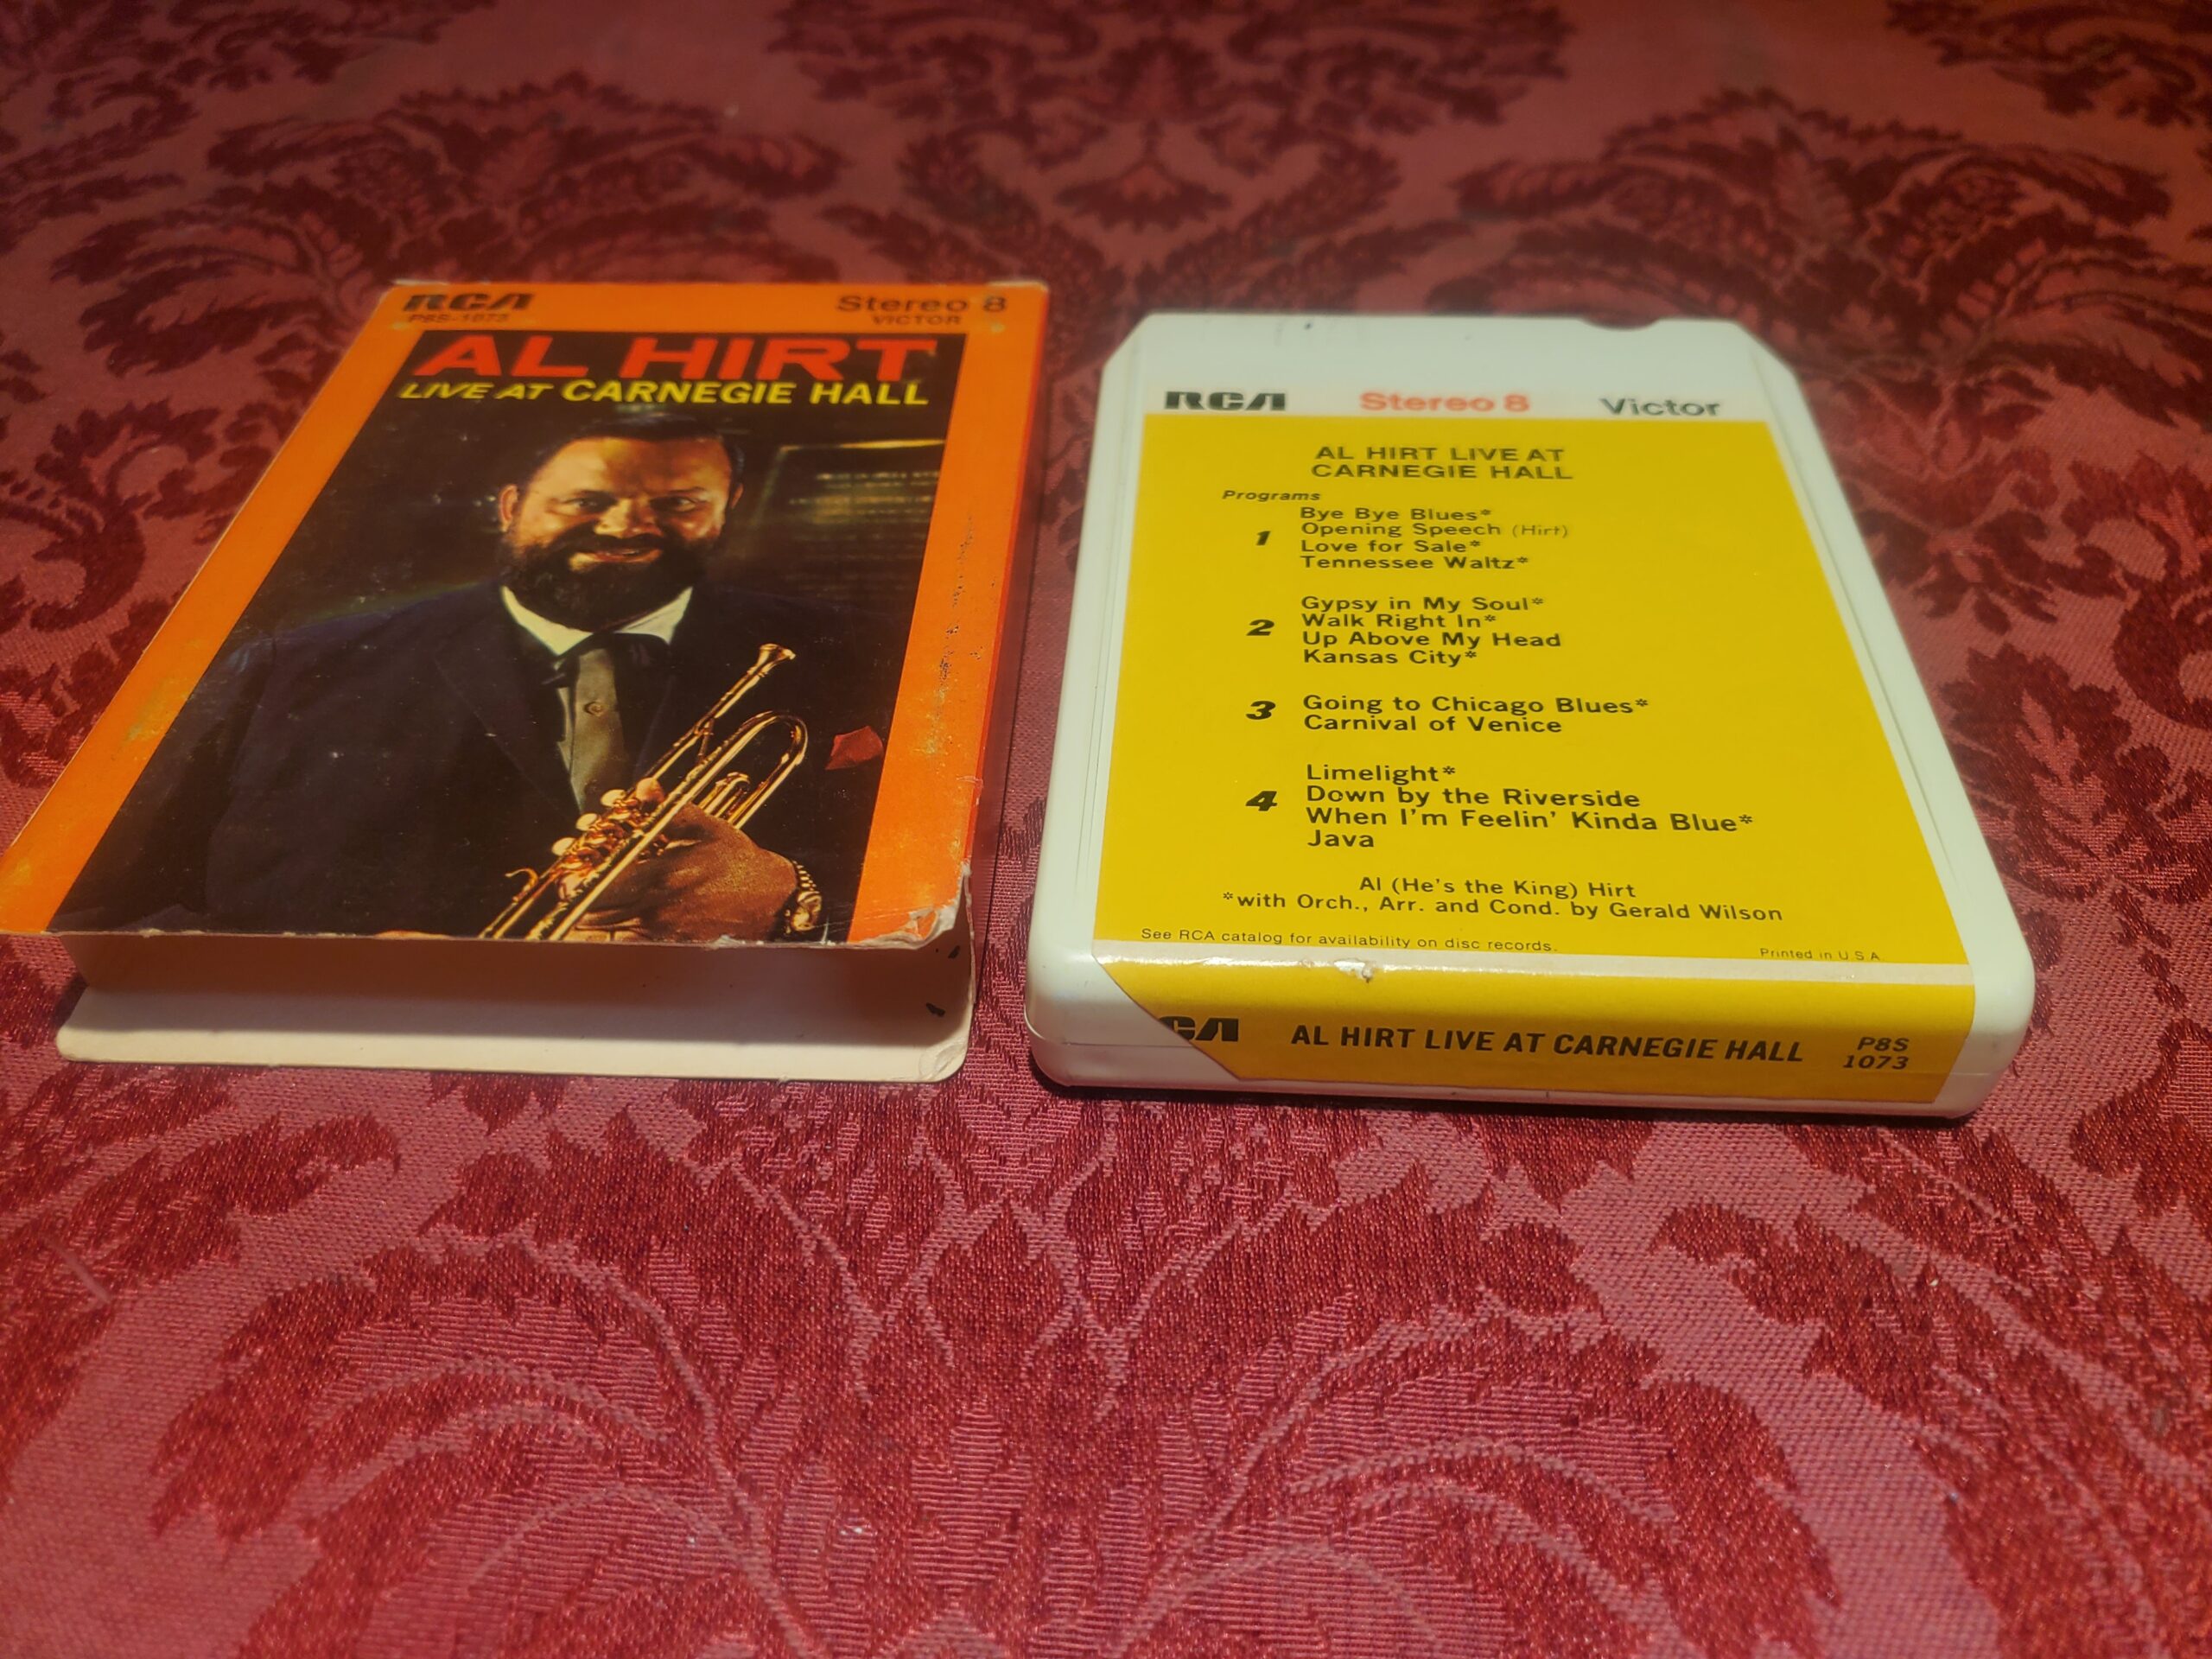 RCA
P8S-1073
Stereo 8
VICTOR
AL HIRT
LIVE AT CARNEGIE HALL
RCA Stereo 8 Victor
AL HIRT LIVE AT
CARNEGIE HALL
Programs
1
Bye Bye Blues*
Opening Speech (Hirt)
Love for Sale*
Tennessee Waltz*
2
Gypsy in My Soul*
Walk Right In*
Up Above My Head
Kansas City*
3
Going to Chicago Blues*
Carnival of Venice
4
Limelight*
Down by the Riverside
When I'm Feelin' Kinda Blue*
Java
Al (He's the King) Hirt
*with Orch., Arr. and Cond. by Gerald Wilson
See RCA catalog for availability on disc records.
Printed in U.S.A.
RCA
AL HIRT LIVE AT CARNEGIE HALL
P8S
1073